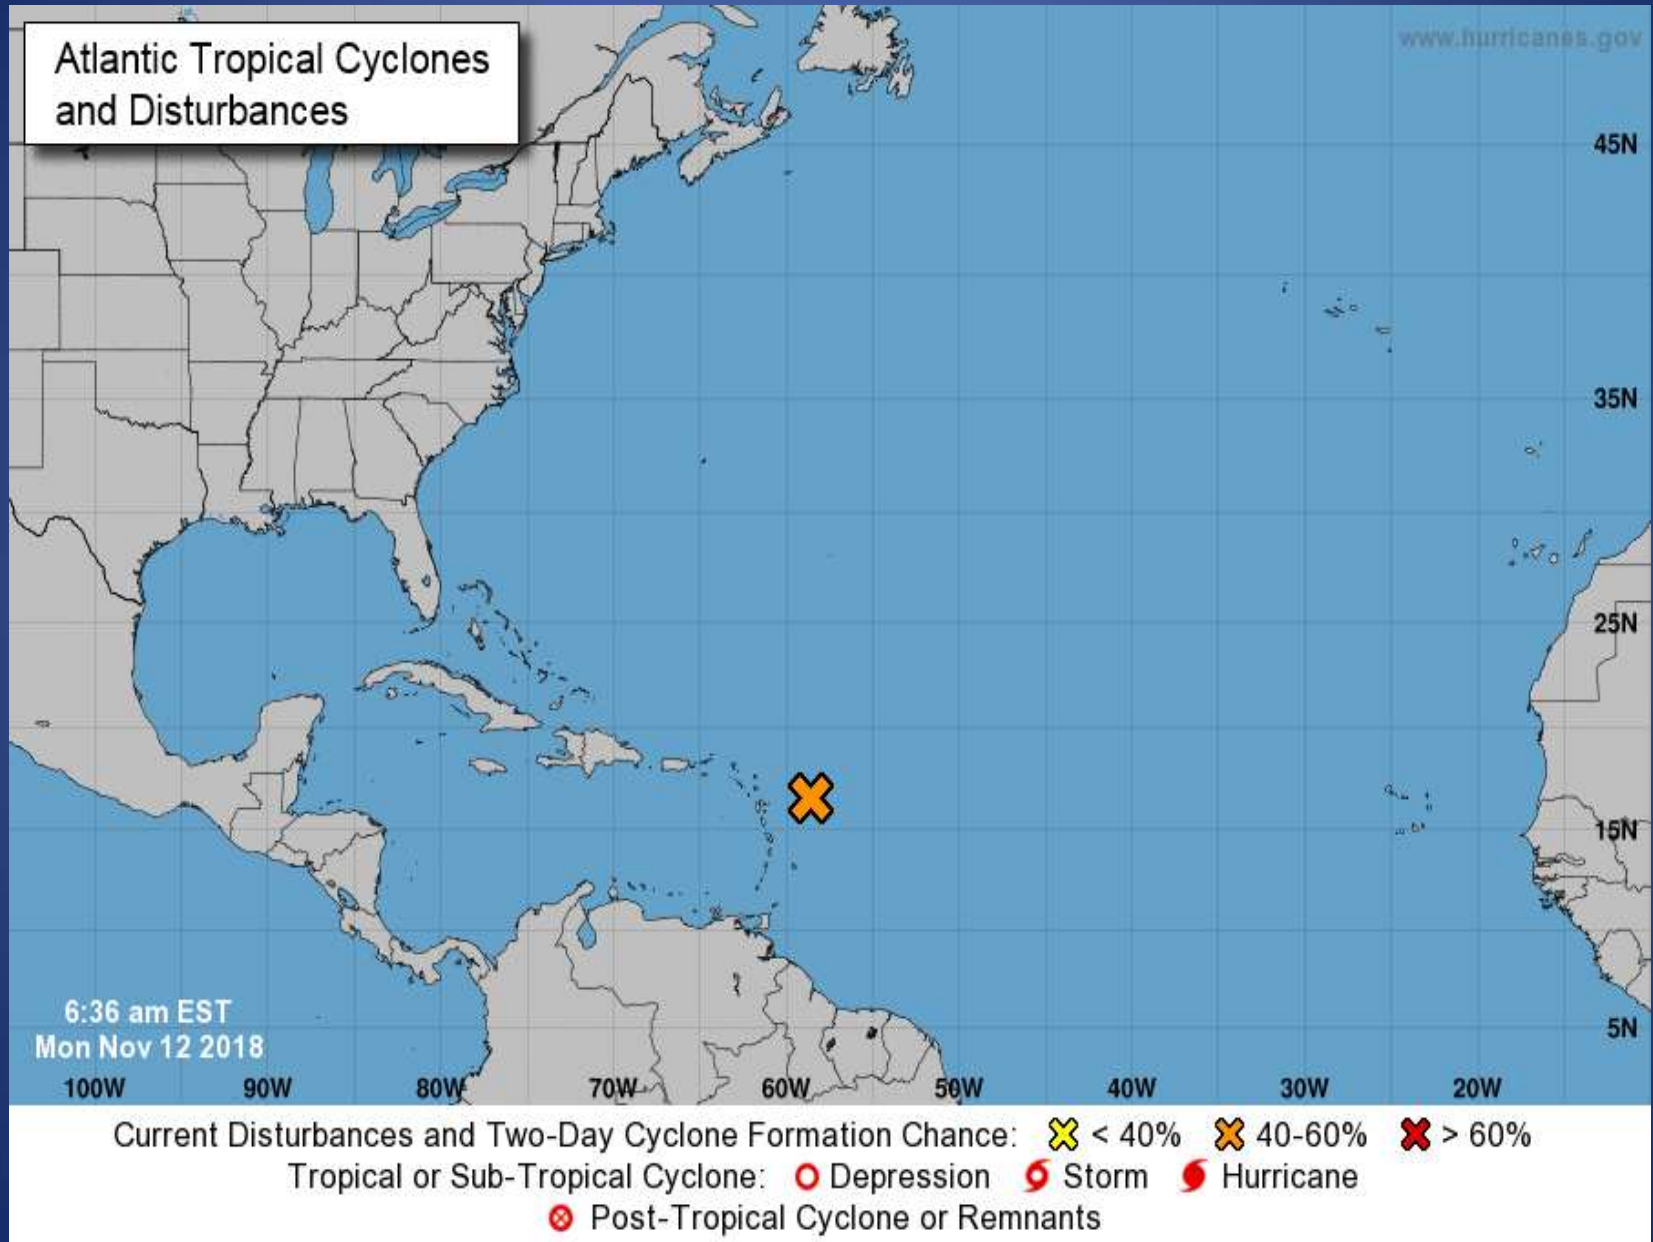 Atlantic Tropical Cyclones
and Disturbances
www.hurricanes.gov
45N
35N
25N
15N
5N
6:36 am EST
Mon Nov 12 2018
100W 90W 80W 70W 60W 50W 40W 30W 20W
Current Disturbances and Two-Day Cyclone Formation Chance: < 40% 40-60% > 60%
Tropical or Sub-Tropical Cyclone: Depression Storm Hurricane
Post-Tropical Cyclone or Remnants